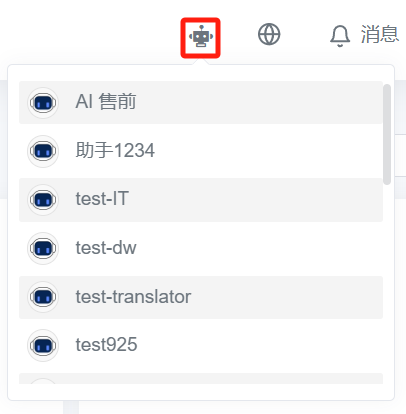 消息
AI 售前
助手1234
test-IT
test-dw
test-translator
test925